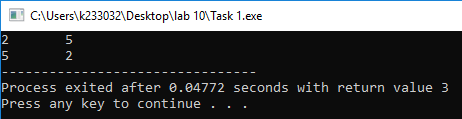 C:\Users\k233032\Desktop\lab 10\Task 1.exe
2 5
5 2
--------------------------------
Process exited after 0.04772 seconds with return value 3
Press any key to continue . . .